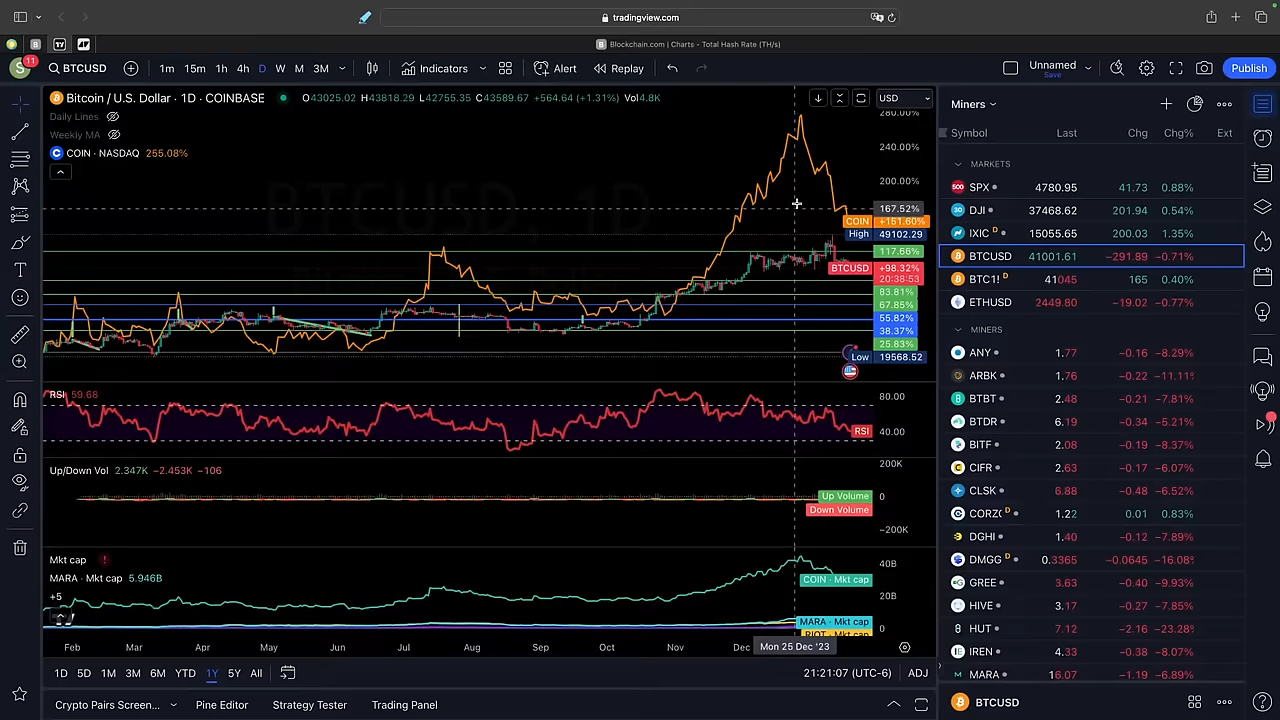 tradingview.com
Blockchain.com | Charts - Total Hash Rate (TH/s)
S 11 BTCUSD 1m 15m 1h 4h D W M 3M Indicators Alert Replay Unnamed Save Publish
Bitcoin / U.S. Dollar · 1D · COINBASE O43025.02 H43818.29 L42755.35 C43589.67 +564.64 (+1.31%) Vol4.8K USD
Daily Lines
Weekly MA
COIN · NASDAQ 255.08%
BTCUSD, 1D
280.00%
240.00%
200.00%
167.52%
COIN +151.60%
High 49102.29
117.66%
BTCUSD +98.32%
20:38:53
83.81%
67.85%
55.82%
38.37%
25.83%
Low 19568.52
RSI 59.68
80.00
RSI
40.00
Up/Down Vol 2.347K −2.453K −106
200K
Up Volume 0
Down Volume
−200K
Mkt cap
MARA · Mkt cap 5.946B
+5
40B
COIN · Mkt cap
20B
MARA · Mkt cap
0
RIOT · Mkt cap
Feb Mar Apr May Jun Jul Aug Sep Oct Nov Dec Mon 25 Dec '23
1D 5D 1M 3M 6M YTD 1Y 5Y All 21:21:07 (UTC-6) ADJ
Crypto Pairs Screen... Pine Editor Strategy Tester Trading Panel
Miners
Symbol Last Chg Chg% Ext
MARKETS
SPX 4780.95 41.73 0.88%
DJI 37468.62 201.94 0.54%
IXIC D 15055.65 200.03 1.35%
BTCUSD 41001.61 −291.89 −0.71%
BTC1! D 41045 165 0.40%
ETHUSD 2449.80 −19.02 −0.77%
MINERS
ANY 1.77 −0.16 −8.29%
ARBK 1.76 −0.22 −11.11%
BTBT 2.48 −0.21 −7.81%
BTDR 6.19 −0.34 −5.21%
BITF 2.08 −0.19 −8.37%
CIFR 2.63 −0.17 −6.07%
CLSK 6.88 −0.48 −6.52%
CORZ D 1.22 0.01 0.83%
DGHI 1.40 −0.12 −7.89%
DMGG D 0.3365 −0.0645 −16.08%
GREE 3.63 −0.40 −9.93%
HIVE 3.17 −0.27 −7.85%
HUT 7.12 −2.16 −23.28%
IREN 4.33 −0.38 −8.07%
MARA 16.07 −1.19 −6.89%
BTCUSD